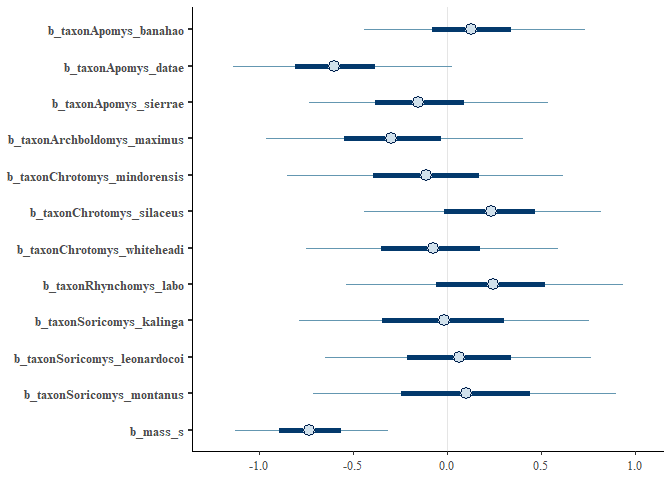 b_taxonApomys_banahao
b_taxonApomys_datae
b_taxonApomys_sierrae
b_taxonArchboldomys_maximus
b_taxonChrotomys_mindorensis
b_taxonChrotomys_silaceus
b_taxonChrotomys_whiteheadi
b_taxonRhynchomys_labo
b_taxonSoricomys_kalinga
b_taxonSoricomys_leonardocoi
b_taxonSoricomys_montanus
b_mass_s
-1.0 -0.5 0.0 0.5 1.0